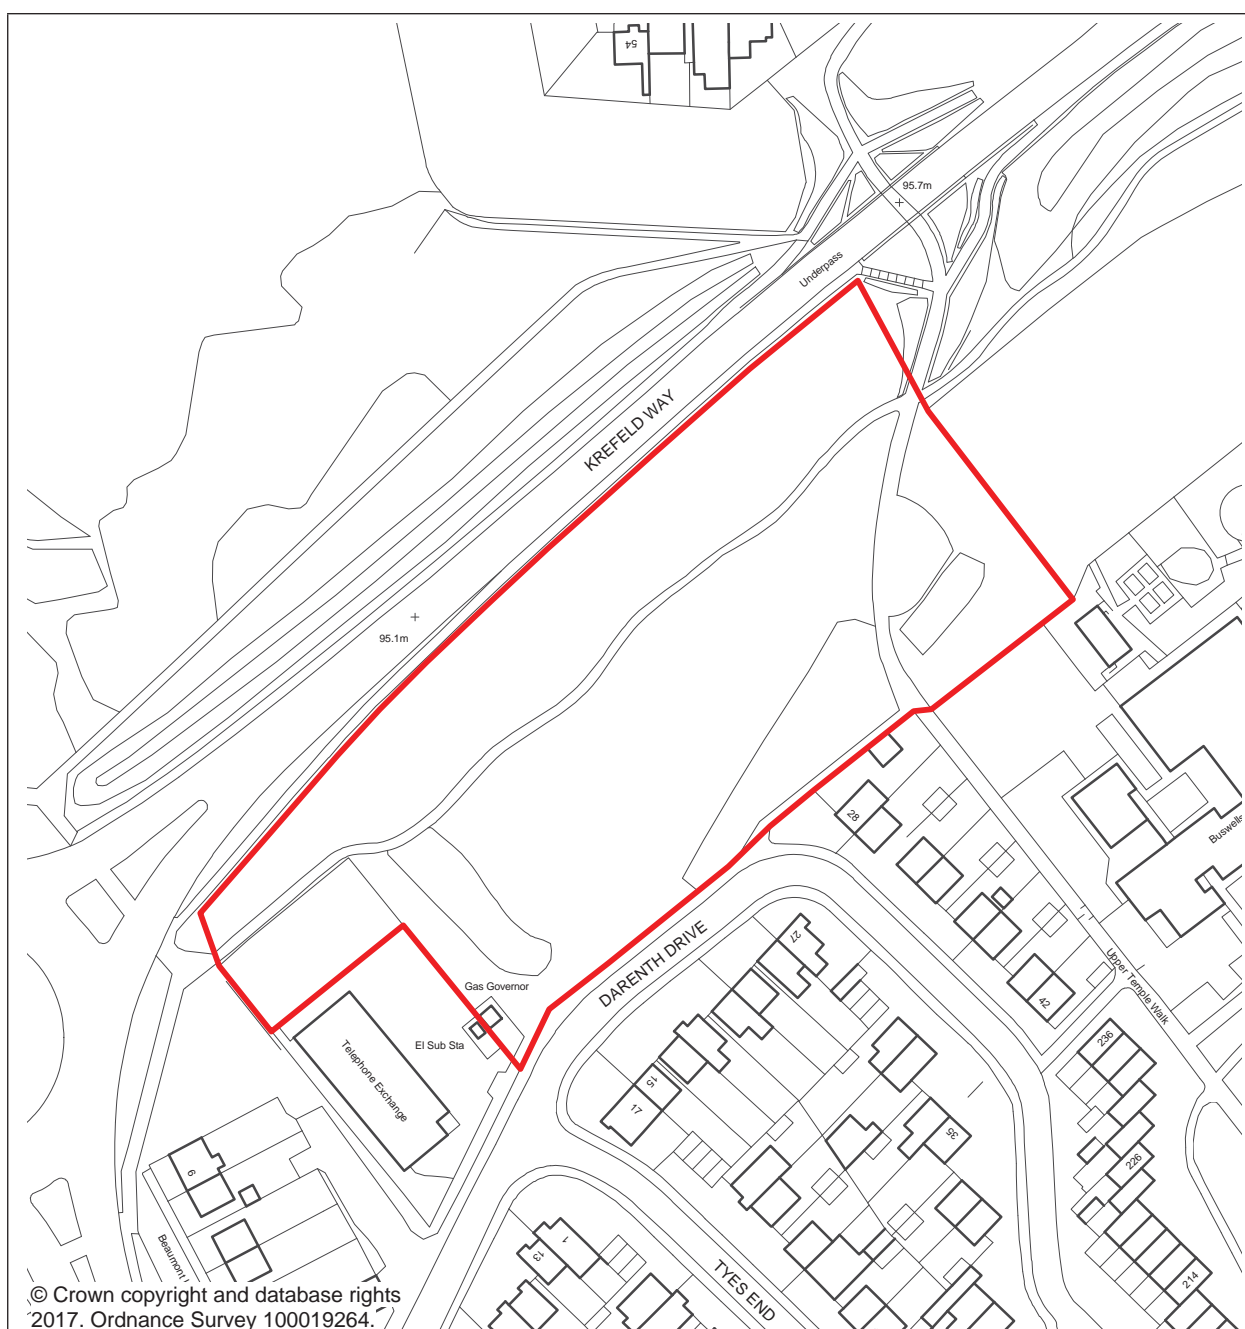 54
95.7m
Underpass
KREFELD WAY
95.1m
28
Buswells
27
DARENTH DRIVE
Gas Governor
El Sub Sta
42
Upper Temple Walk
236
Telephone Exchange
15
17
35
226
6
1
13
TYES END
214
Beaumont
© Crown copyright and database rights
2017. Ordnance Survey 100019264.